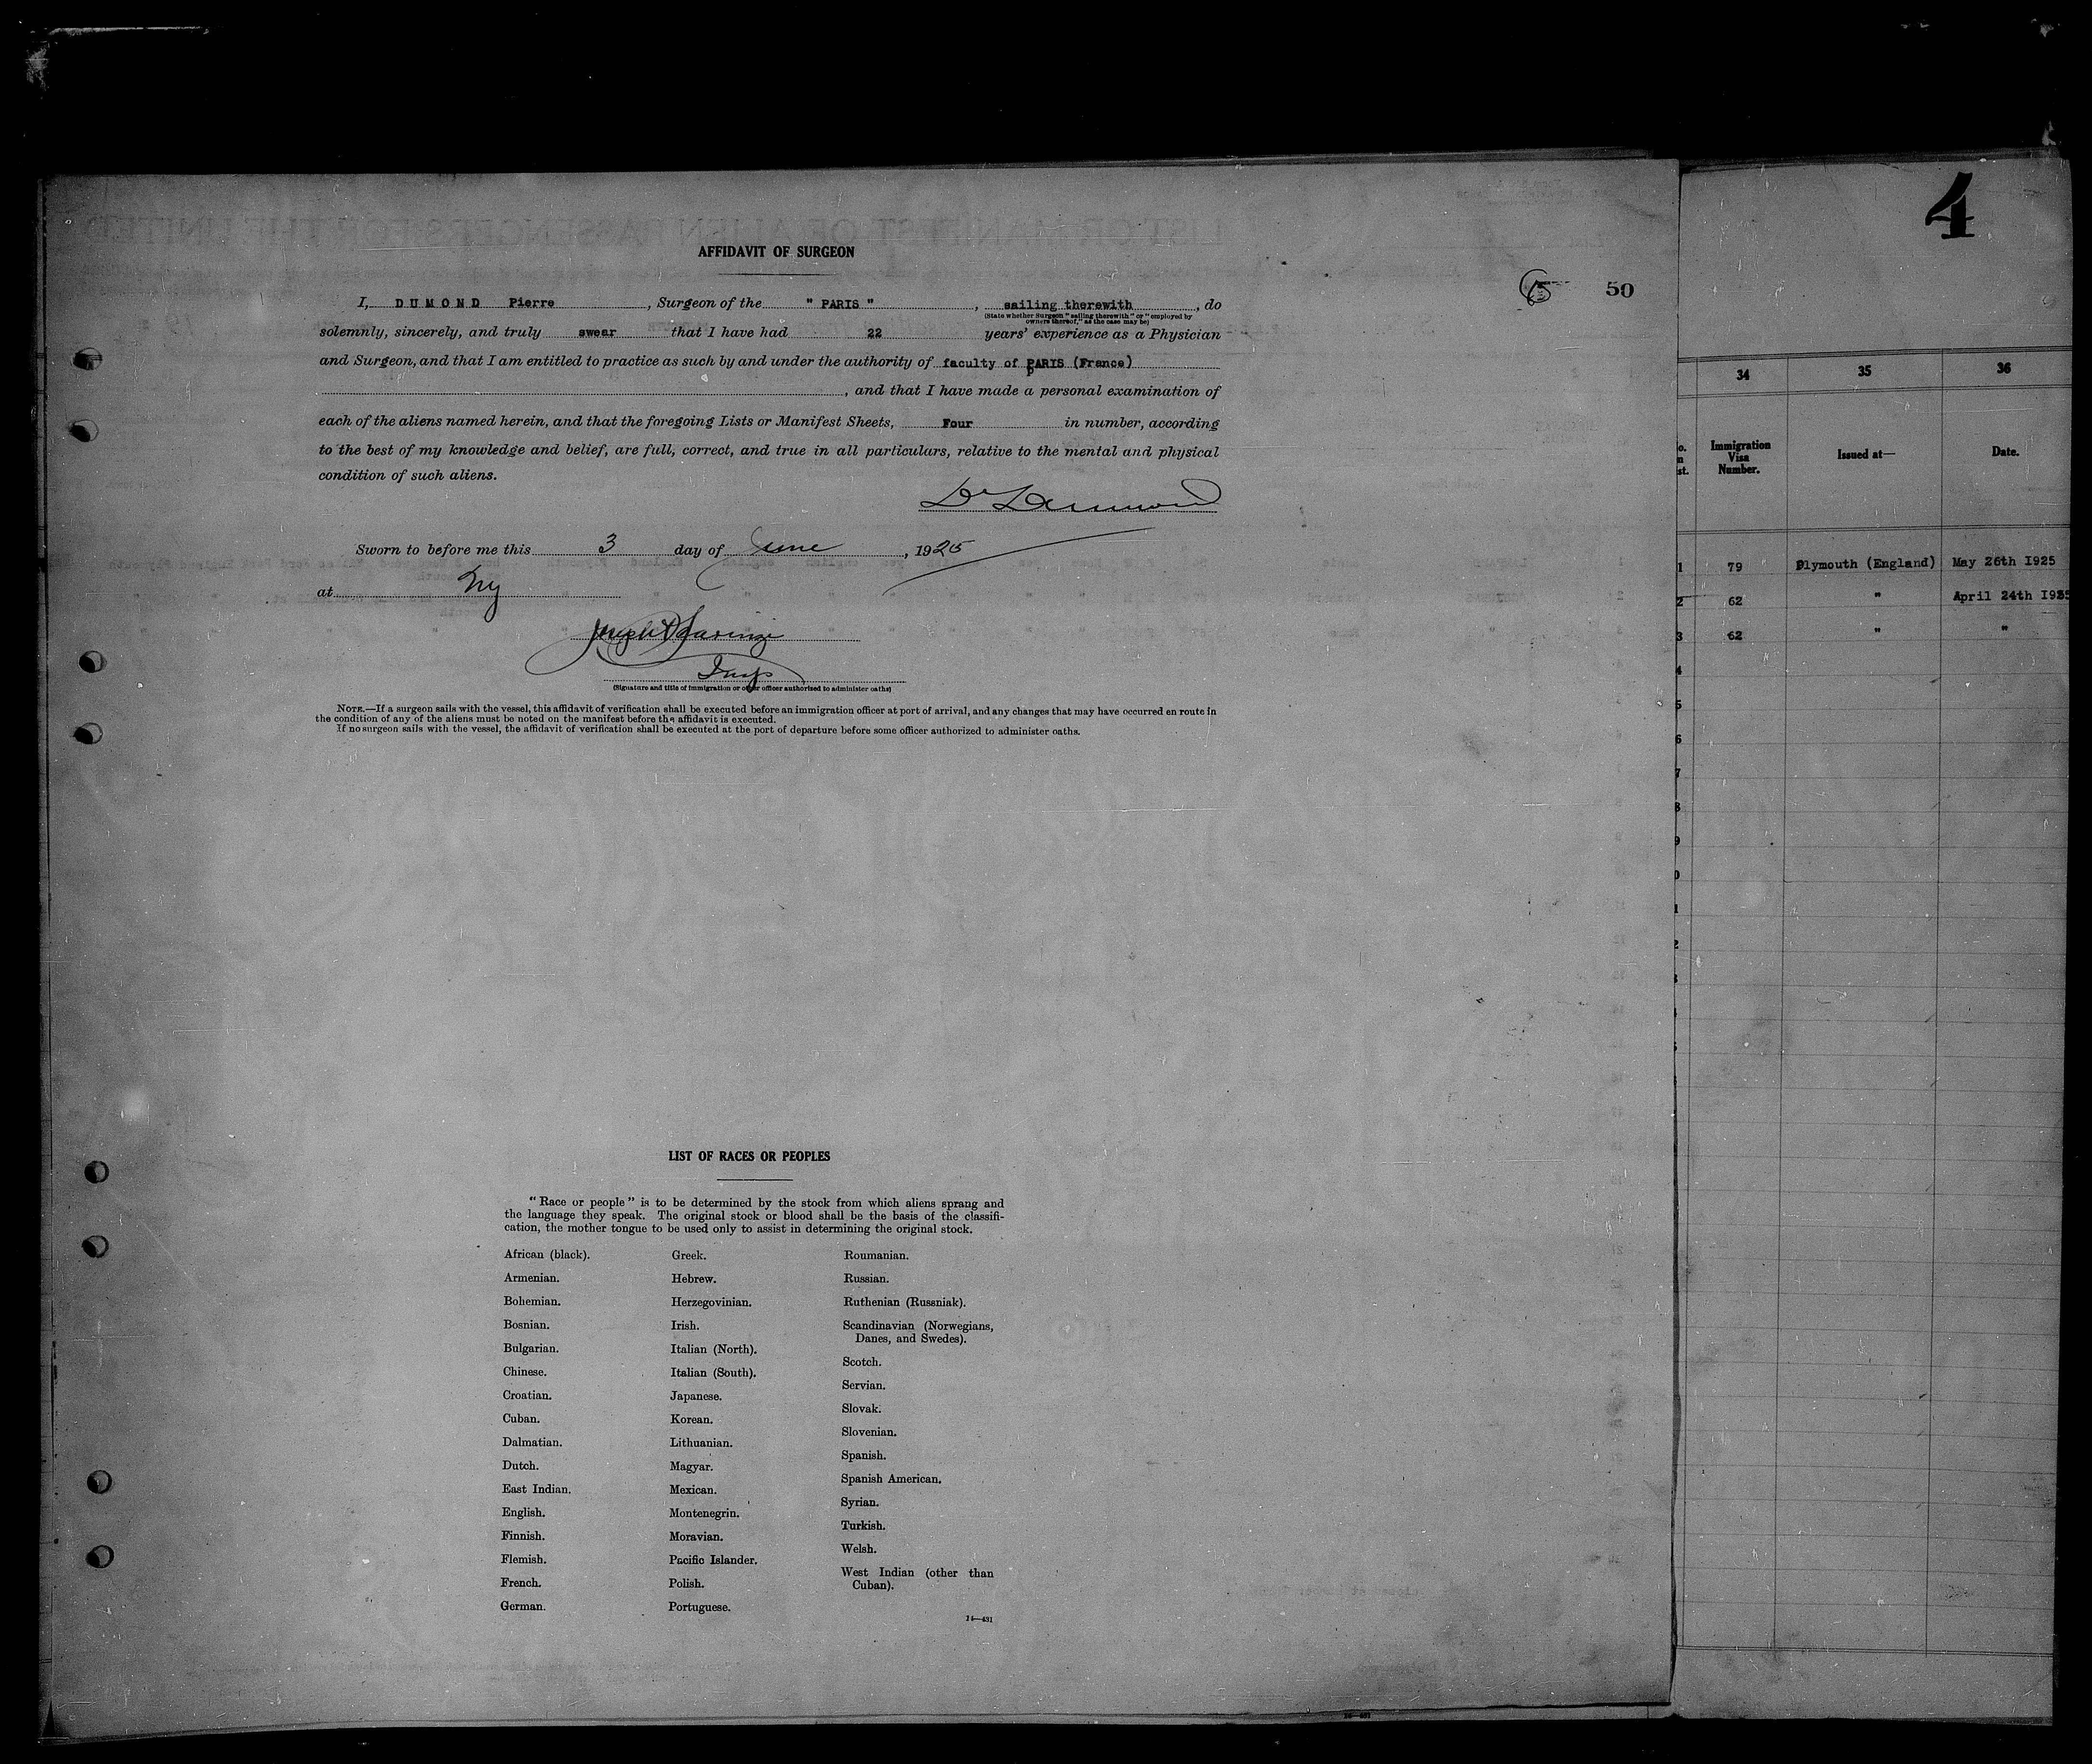 AFFIDAVIT OF SURGEON
I, DUMOND Pierre, Surgeon of the " PARIS ", sailing therewith, do
(State whether Surgeon "sailing therewith" or "employed by
owners thereof," as the case may be)
solemnly, sincerely, and truly swear that I have had 22 years' experience as a Physician
and Surgeon, and that I am entitled to practice as such by and under the authority of faculty of PARIS (France)
, and that I have made a personal examination of
each of the aliens named herein, and that the foregoing Lists or Manifest Sheets, Four in number, according
to the best of my knowledge and belief, are full, correct, and true in all particulars, relative to the mental and physical
condition of such aliens.
Dr Dumond
Sworn to before me this 3 day of June, 1925
at NY
Insp
(Signature and title of immigration or other officer authorized to administer oaths)
NOTE.—If a surgeon sails with the vessel, this affidavit of verification shall be executed before an immigration officer at port of arrival, and any changes that may have occurred en route in
the condition of any of the aliens must be noted on the manifest before the affidavit is executed.
If no surgeon sails with the vessel, the affidavit of verification shall be executed at the port of departure before some officer authorized to administer oaths.
50
LIST OF RACES OR PEOPLES
"Race or people" is to be determined by the stock from which aliens sprang and
the language they speak. The original stock or blood shall be the basis of the classifi-
cation, the mother tongue to be used only to assist in determining the original stock.
African (black).
Armenian.
Bohemian.
Bosnian.
Bulgarian.
Chinese.
Croatian.
Cuban.
Dalmatian.
Dutch.
East Indian.
English.
Finnish.
Flemish.
French.
German.
Greek.
Hebrew.
Herzegovinian.
Irish.
Italian (North).
Italian (South).
Japanese.
Korean.
Lithuanian.
Magyar.
Mexican.
Montenegrin.
Moravian.
Pacific Islander.
Polish.
Portuguese.
Roumanian.
Russian.
Ruthenian (Russniak).
Scandinavian (Norwegians,
Danes, and Swedes).
Scotch.
Servian.
Slovak.
Slovenian.
Spanish.
Spanish American.
Syrian.
Turkish.
Welsh.
West Indian (other than
Cuban).
14—431
4
34 35 36
Immigration
Visa
Number.
Issued at—
Date.
1 79 Plymouth (England) May 26th 1925
2 62 " April 24th 1925
3 62 " "
4
5
6
7
8
9